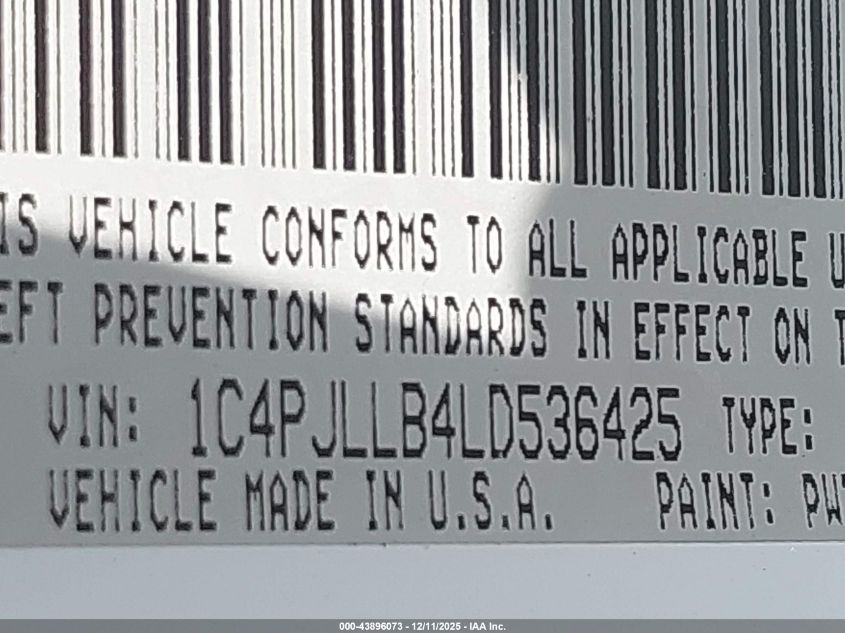 IS VEHICLE CONFORMS TO ALL APPLICABLE U
EFT PREVENTION STANDARDS IN EFFECT ON T
VIN: 1C4PJLLB4LD536425 TYPE:
VEHICLE MADE IN U.S.A. PAINT: PW7
000-43896073 - 12/11/2025 - IAA Inc.